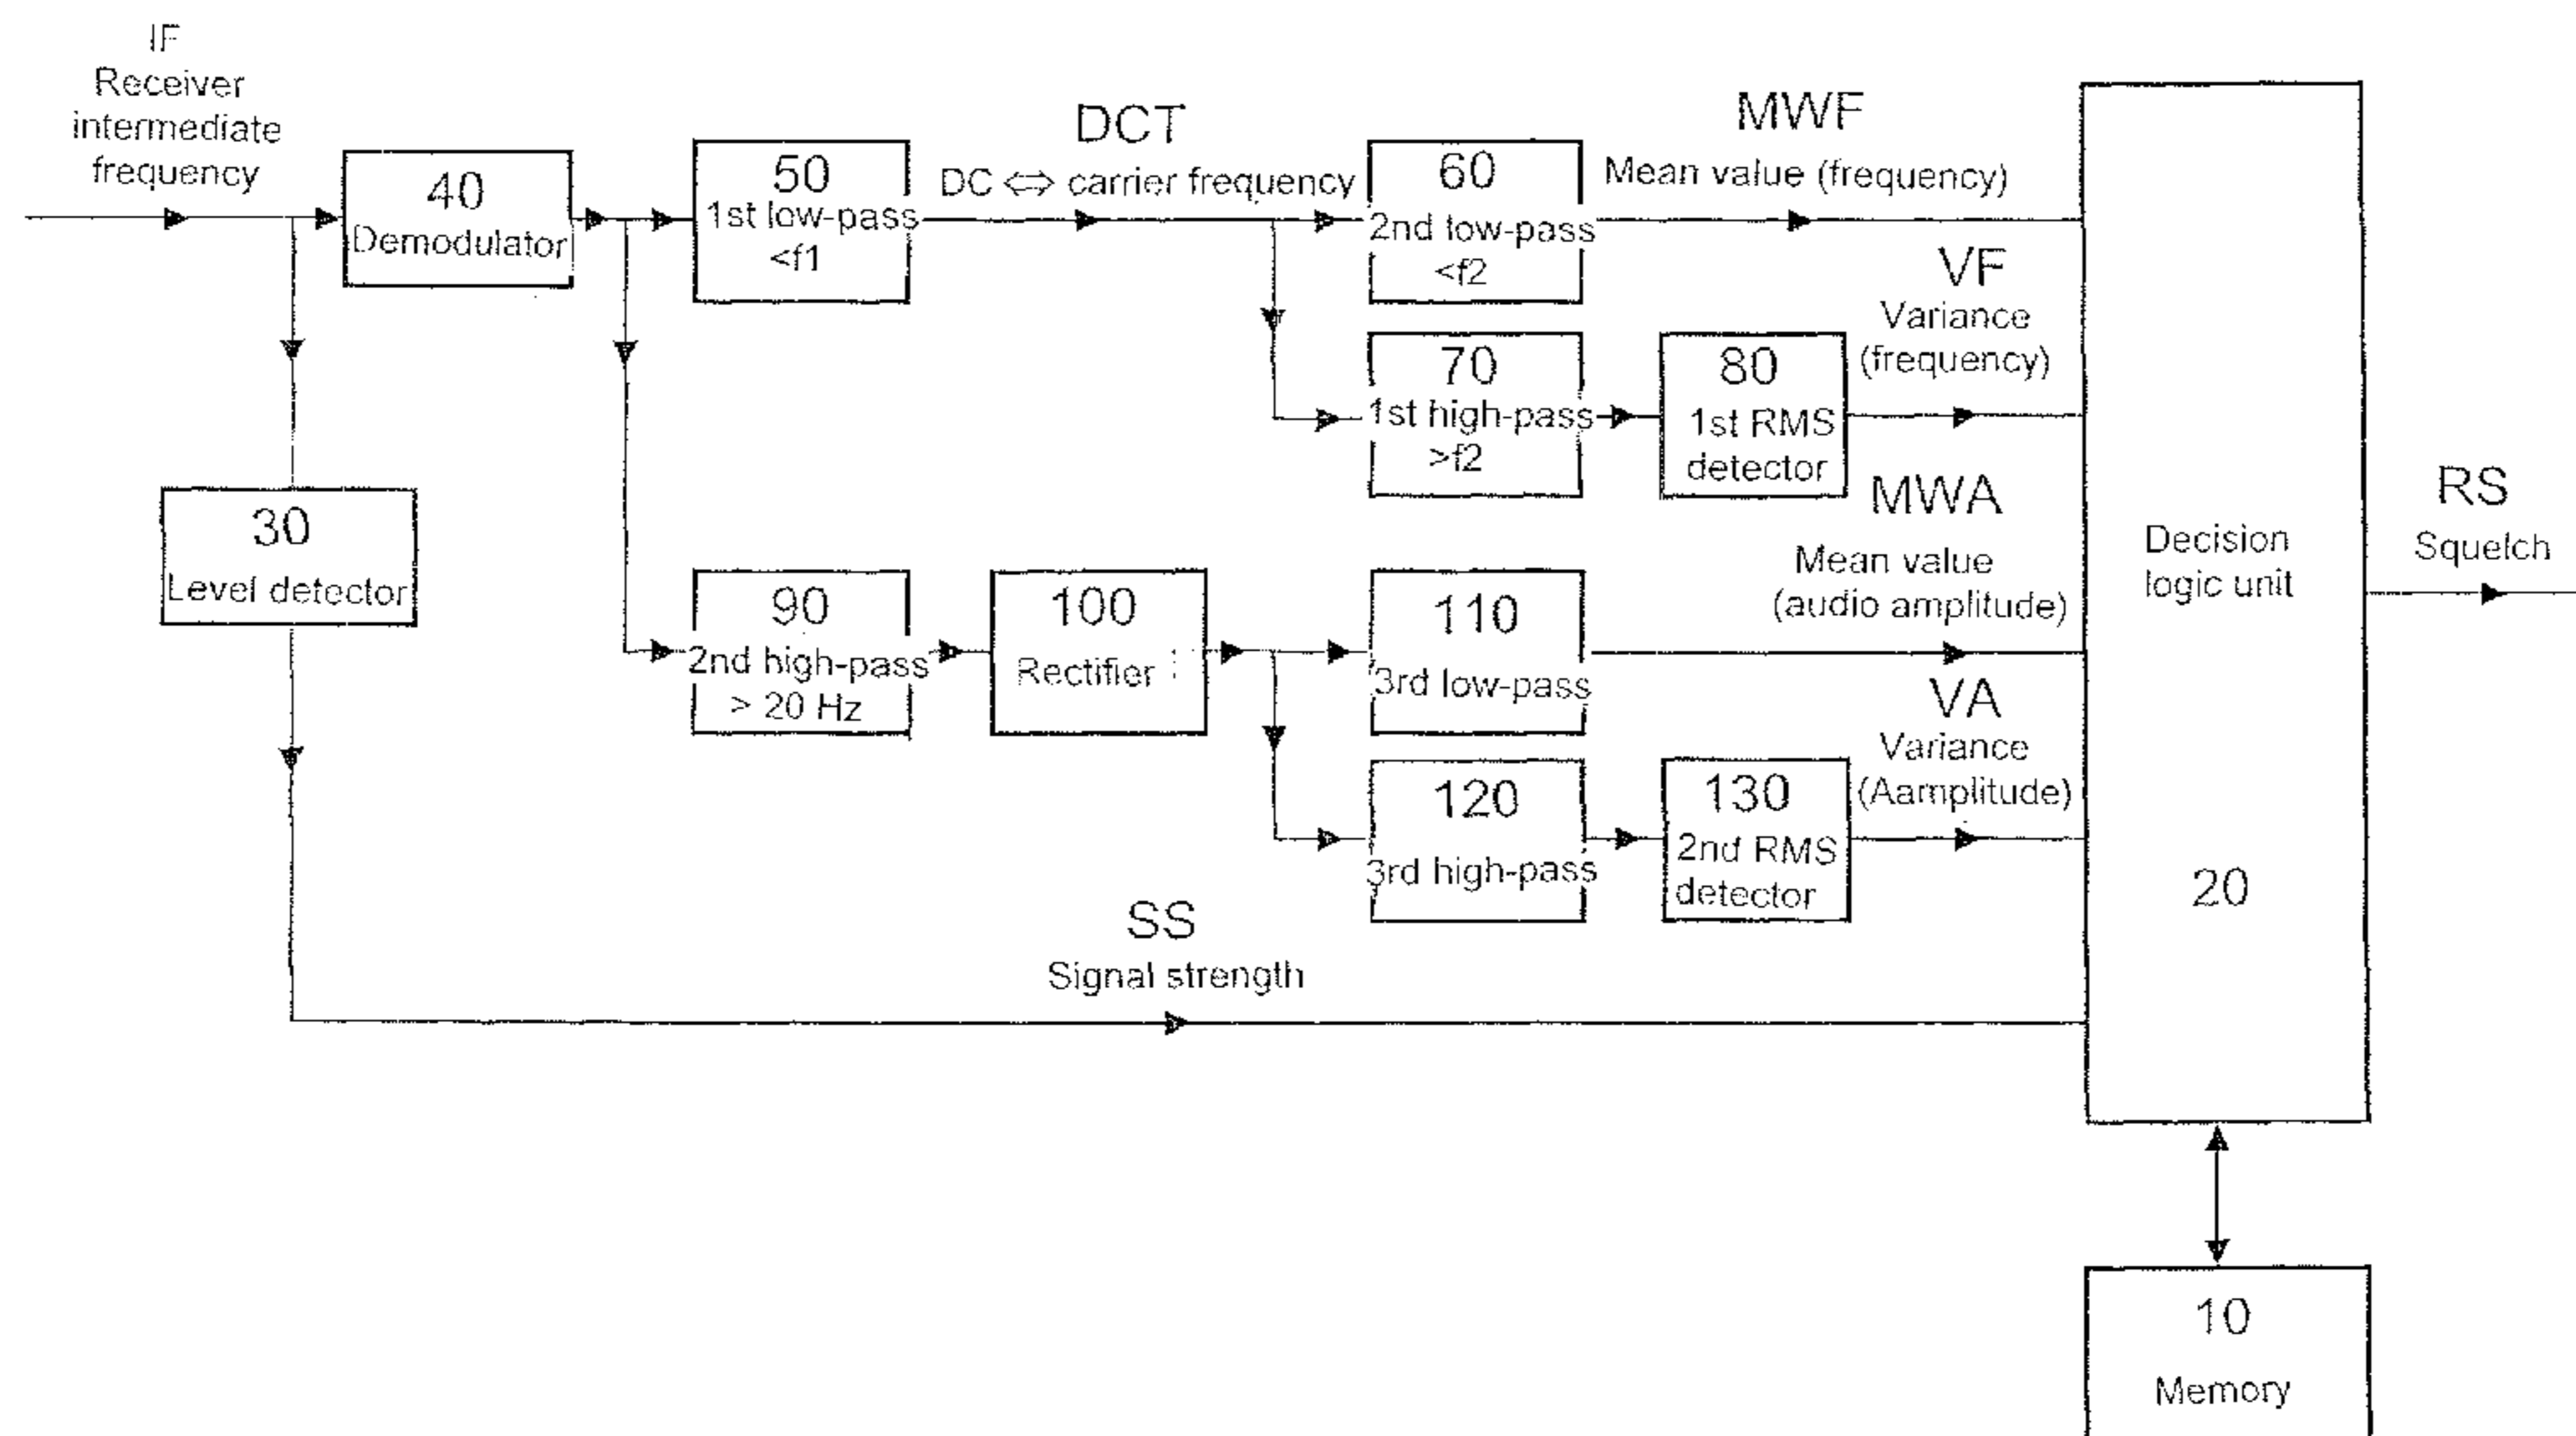 IF
Receiver
intermediate
frequency
40
Demodulator
50
1st low-pass
<f1
DCT
DC ⇔ carrier frequency
60
2nd low-pass
<f2
MWF
Mean value (frequency)
70
1st high-pass
>f2
80
1st RMS
detector
VF
Variance
(frequency)
30
Level detector
90
2nd high-pass
> 20 Hz
100
Rectifier
110
3rd low-pass
MWA
Mean value
(audio amplitude)
120
3rd high-pass
130
2nd RMS
detector
VA
Variance
(Aamplitude)
SS
Signal strength
Decision
logic unit
20
RS
Squelch
10
Memory